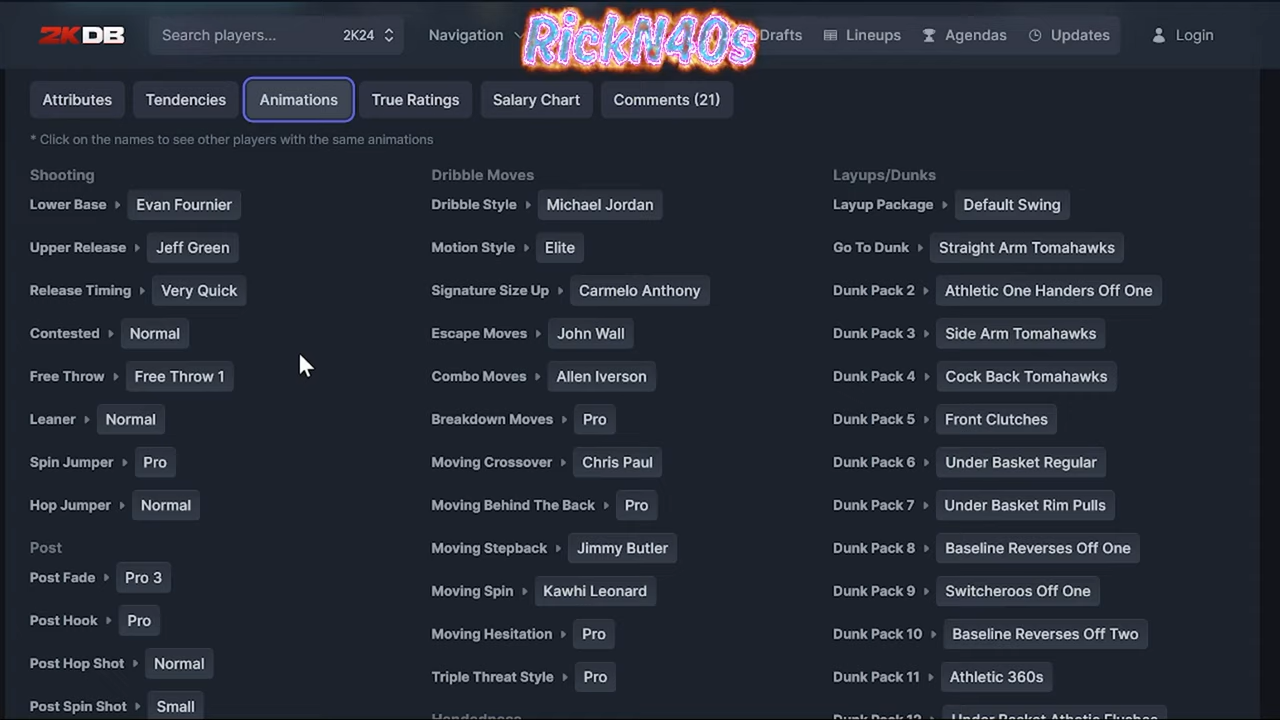 2KDB
Search players...
2K24
Navigation
RickN40s
Drafts
Lineups
Agendas
Updates
Login
Attributes
Tendencies
Animations
True Ratings
Salary Chart
Comments (21)
* Click on the names to see other players with the same animations
Shooting
Lower Base Evan Fournier
Upper Release Jeff Green
Release Timing Very Quick
Contested Normal
Free Throw Free Throw 1
Leaner Normal
Spin Jumper Pro
Hop Jumper Normal
Post
Post Fade Pro 3
Post Hook Pro
Post Hop Shot Normal
Post Spin Shot Small
Dribble Moves
Dribble Style Michael Jordan
Motion Style Elite
Signature Size Up Carmelo Anthony
Escape Moves John Wall
Combo Moves Allen Iverson
Breakdown Moves Pro
Moving Crossover Chris Paul
Moving Behind The Back Pro
Moving Stepback Jimmy Butler
Moving Spin Kawhi Leonard
Moving Hesitation Pro
Triple Threat Style Pro
Handedness
Layups/Dunks
Layup Package Default Swing
Go To Dunk Straight Arm Tomahawks
Dunk Pack 2 Athletic One Handers Off One
Dunk Pack 3 Side Arm Tomahawks
Dunk Pack 4 Cock Back Tomahawks
Dunk Pack 5 Front Clutches
Dunk Pack 6 Under Basket Regular
Dunk Pack 7 Under Basket Rim Pulls
Dunk Pack 8 Baseline Reverses Off One
Dunk Pack 9 Switcheroos Off One
Dunk Pack 10 Baseline Reverses Off Two
Dunk Pack 11 Athletic 360s
Dunk Pack 12 Under Basket Athletic Flushes